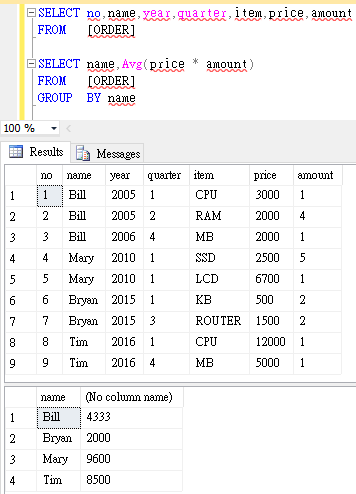 SELECT no,name,year,quarter,item,price,amount
FROM [ORDER]
SELECT name,Avg(price * amount)
FROM [ORDER]
GROUP BY name
100 %
Results Messages
no name year quarter item price amount
1 1 Bill 2005 1 CPU 3000 1
2 2 Bill 2005 2 RAM 2000 4
3 3 Bill 2006 4 MB 2000 1
4 4 Mary 2010 1 SSD 2500 5
5 5 Mary 2010 1 LCD 6700 1
6 6 Bryan 2015 1 KB 500 2
7 7 Bryan 2015 3 ROUTER 1500 2
8 8 Tim 2016 1 CPU 12000 1
9 9 Tim 2016 4 MB 5000 1
name (No column name)
1 Bill 4333
2 Bryan 2000
3 Mary 9600
4 Tim 8500